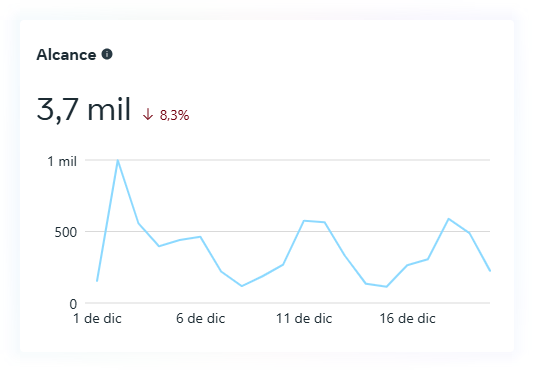 Alcance
3,7 mil ↓ 8,3%
1 mil
500
0
1 de dic 6 de dic 11 de dic 16 de dic